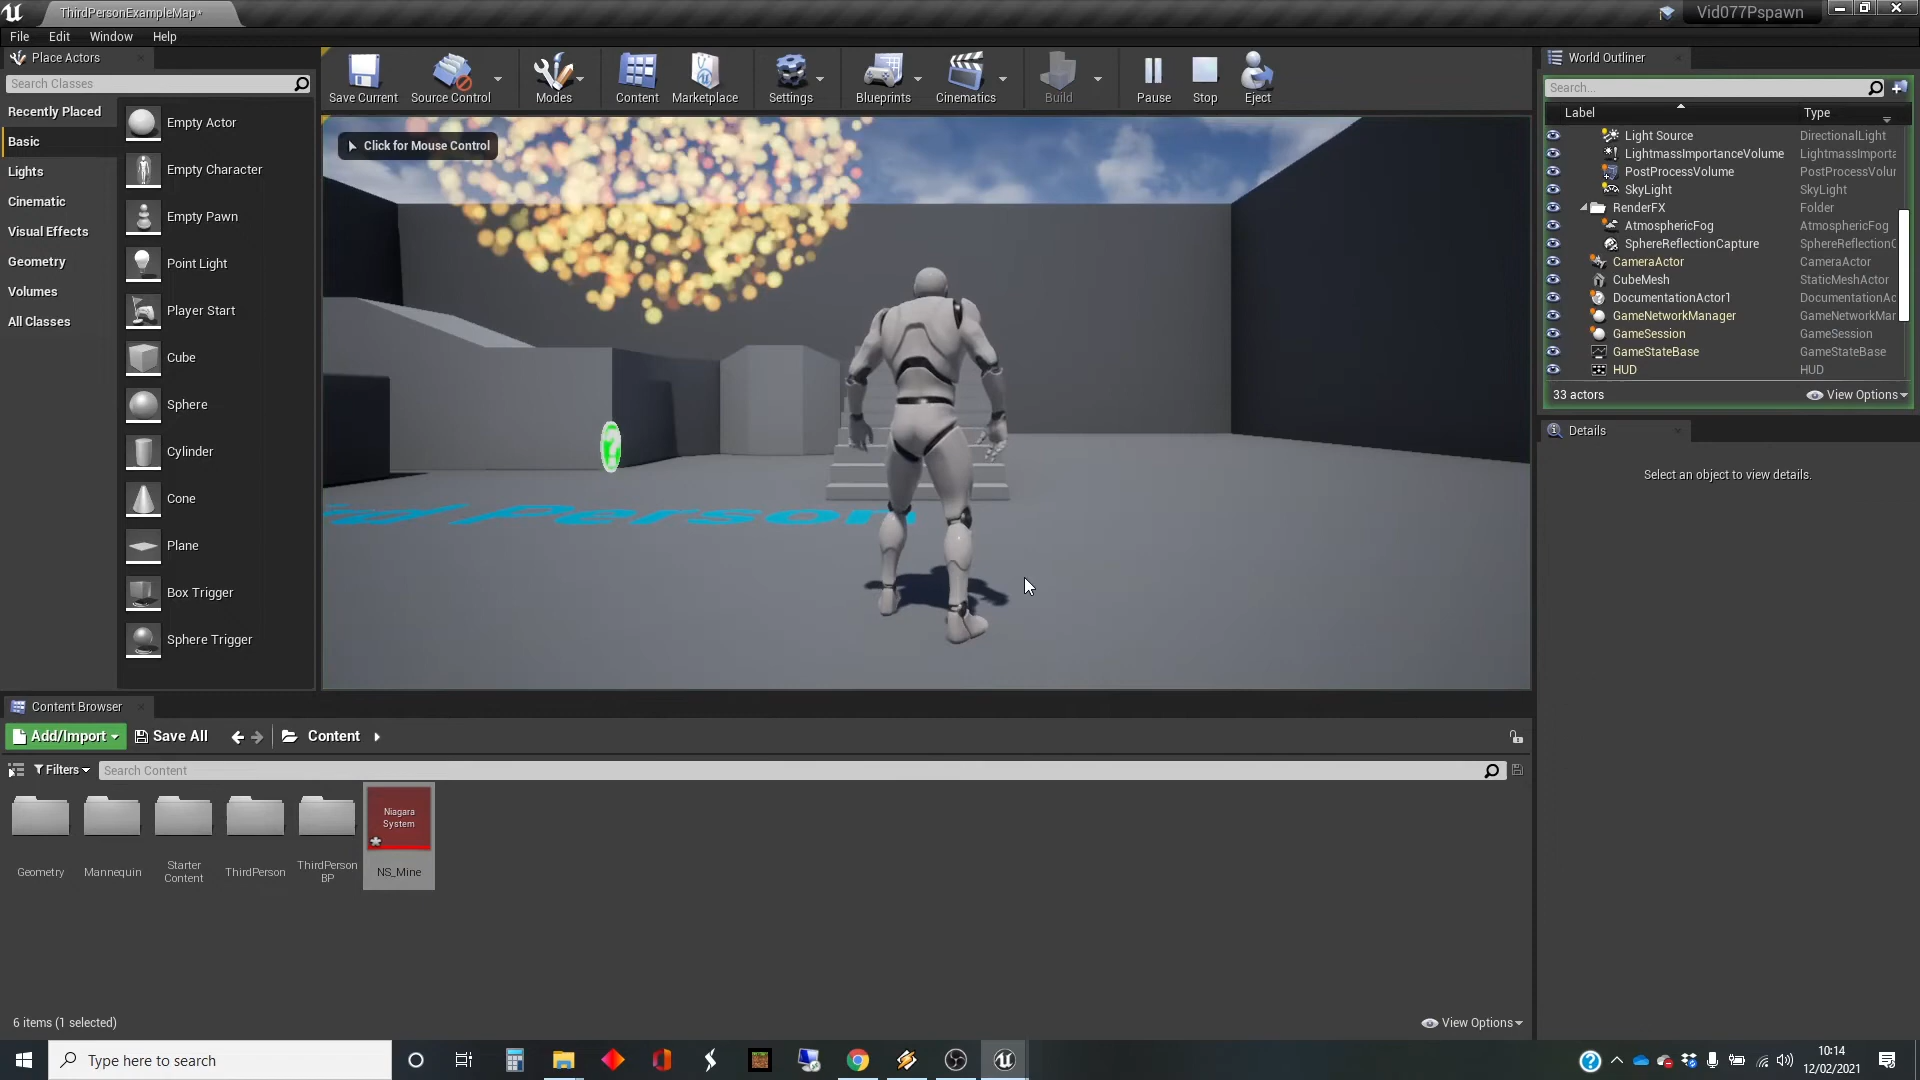 ThirdPersonExampleMap*
Vid077Pspawn
File Edit Window Help
Place Actors
Search Classes
Recently Placed
Basic
Lights
Cinematic
Visual Effects
Geometry
Volumes
All Classes
Empty Actor
Empty Character
Empty Pawn
Point Light
Player Start
Cube
Sphere
Cylinder
Cone
Plane
Box Trigger
Sphere Trigger
Save Current Source Control Modes Content Marketplace Settings Blueprints Cinematics Build Pause Stop Eject
Click for Mouse Control
Person
World Outliner
Search...
Label Type
Light Source DirectionalLight
LightmassImportanceVolume LightmassImporta
PostProcessVolume PostProcessVolur
SkyLight SkyLight
RenderFX Folder
AtmosphericFog AtmosphericFog
SphereReflectionCapture SphereReflectionC
CameraActor CameraActor
CubeMesh StaticMeshActor
DocumentationActor1 DocumentationAc
GameNetworkManager GameNetworkMar
GameSession GameSession
GameStateBase GameStateBase
HUD HUD
33 actors View Options
Details
Select an object to view details.
Content Browser
Add/Import Save All Content
Filters Search Content
Niagara
System
Geometry
Mannequin
Starter
Content
ThirdPerson
ThirdPerson
BP
NS_Mine
6 items (1 selected) View Options
Type here to search
10:14
12/02/2021